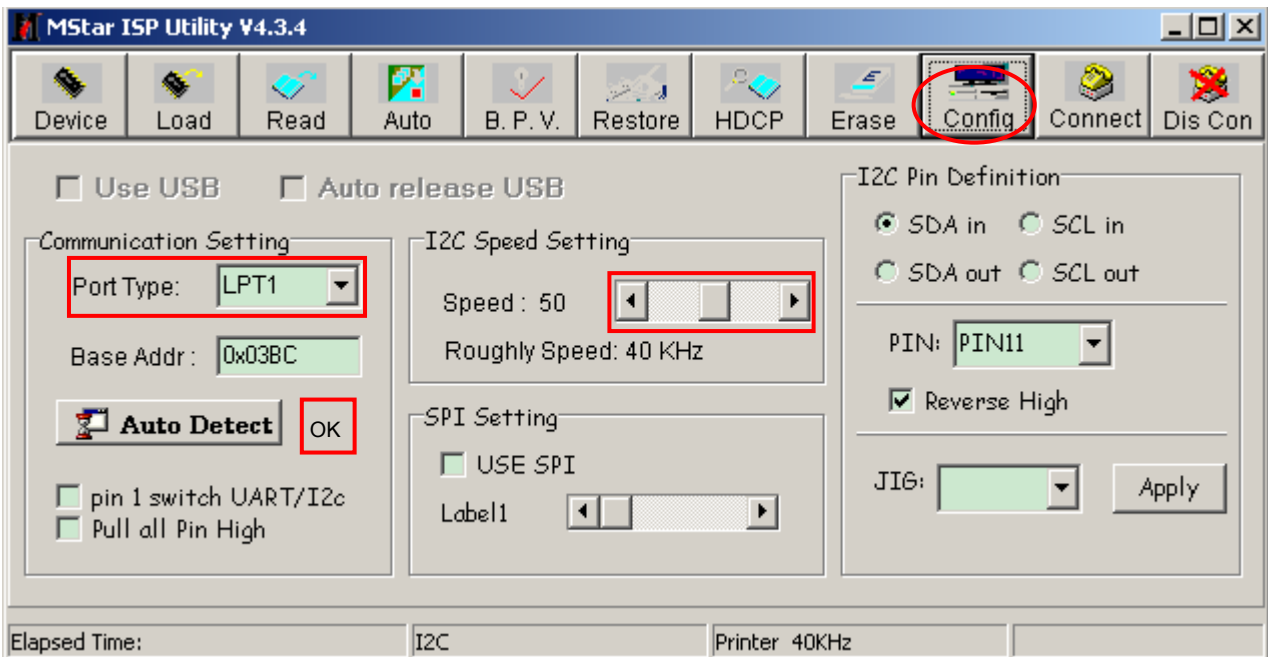 MStar ISP Utility V4.3.4
Device Load Read Auto B. P. V. Restore HDCP Erase Config Connect Dis Con
Use USB Auto release USB
Communication Setting
Port Type: LPT1
Base Addr : 0x03BC
Auto Detect OK
pin 1 switch UART/I2c
Pull all Pin High
I2C Speed Setting
Speed : 50
Roughly Speed: 40 KHz
SPI Setting
USE SPI
Label1
I2C Pin Definition
SDA in SCL in
SDA out SCL out
PIN: PIN11
Reverse High
JIG: Apply
Elapsed Time: I2C Printer 40KHz